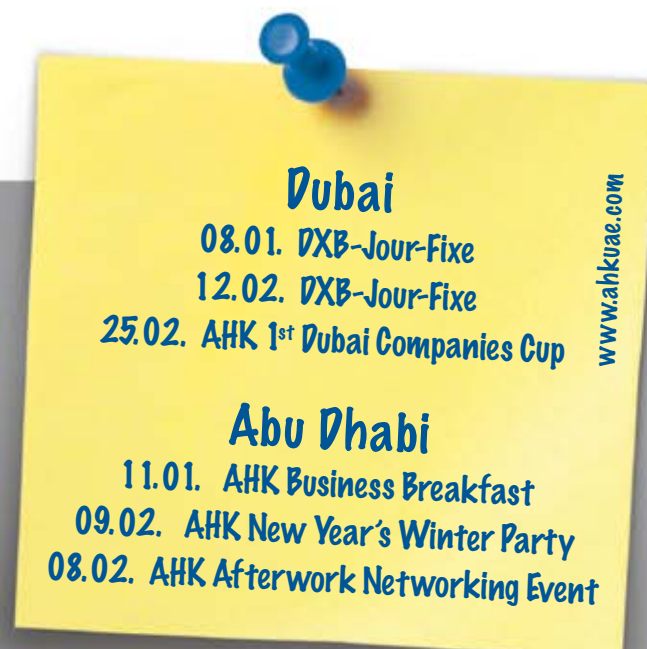 Dubai
08.01. DXB-Jour-Fixe
12.02. DXB-Jour-Fixe
25.02. AHK 1st Dubai Companies Cup
Abu Dhabi
11.01. AHK Business Breakfast
09.02. AHK New Year's Winter Party
08.02. AHK Afterwork Networking Event
www.ahkuae.com